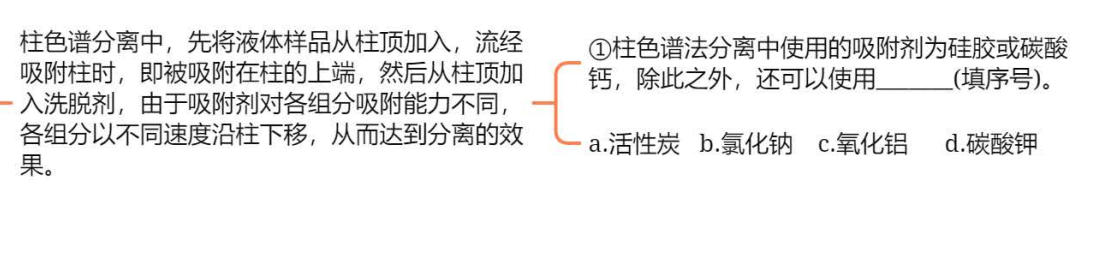 柱色谱分离中，先将液体样品从柱顶加入，流经
吸附柱时，即被吸附在柱的上端，然后从柱顶加
入洗脱剂，由于吸附剂对各组分吸附能力不同，
各组分以不同速度沿柱下移，从而达到分离的效
果。
①柱色谱法分离中使用的吸附剂为硅胶或碳酸
钙，除此之外，还可以使用_______(填序号)。
a.活性炭 b.氯化钠 c.氧化铝 d.碳酸钾